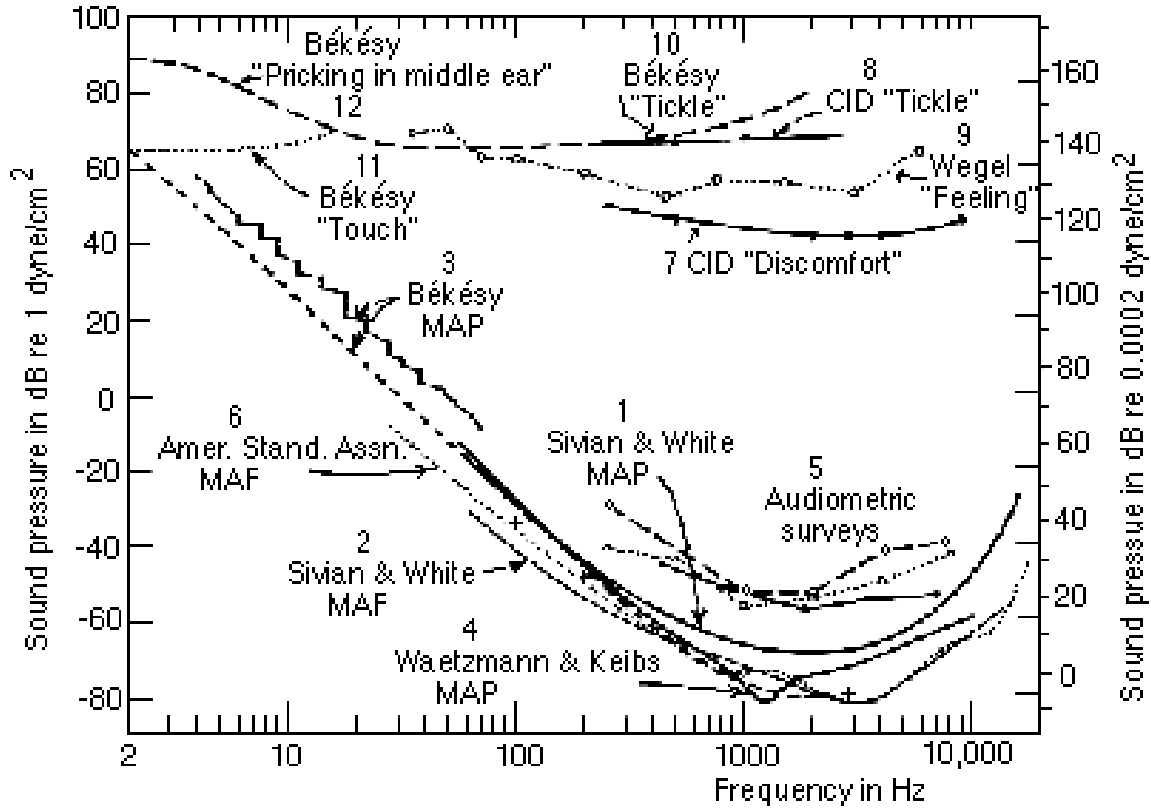 Sound pressure in dB re 1 dyne/cm2
100
80
60
40
20
0
-20
-40
-60
-80
Békésy
"Pricking in middle ear"
12
11
Békésy
"Touch"
10
Békésy
"Tickle"
8
CID "Tickle"
9
Wegel
"Feeling"
7 CID "Discomfort"
3
Békésy
MAP
6
Amer. Stand. Assn.
MAF
1
Sivian & White
MAP
5
Audiometric
surveys
2
Sivian & White
MAF
4
Waetzmann & Keibs
MAP
160
140
120
100
80
60
40
20
0
Sound pressure in dB re 0.0002 dyne/cm2
2
10
100
1000
10,000
Frequency in Hz